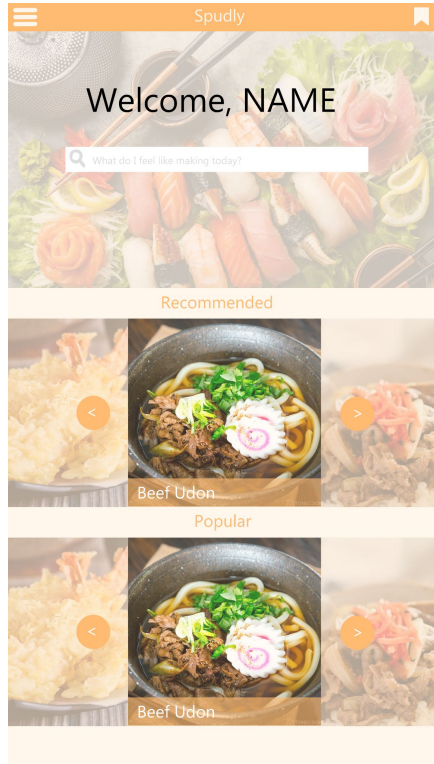 Spudly
Welcome, NAME
What do I feel like making today?
Recommended
<
>
Beef Udon
Popular
<
>
Beef Udon